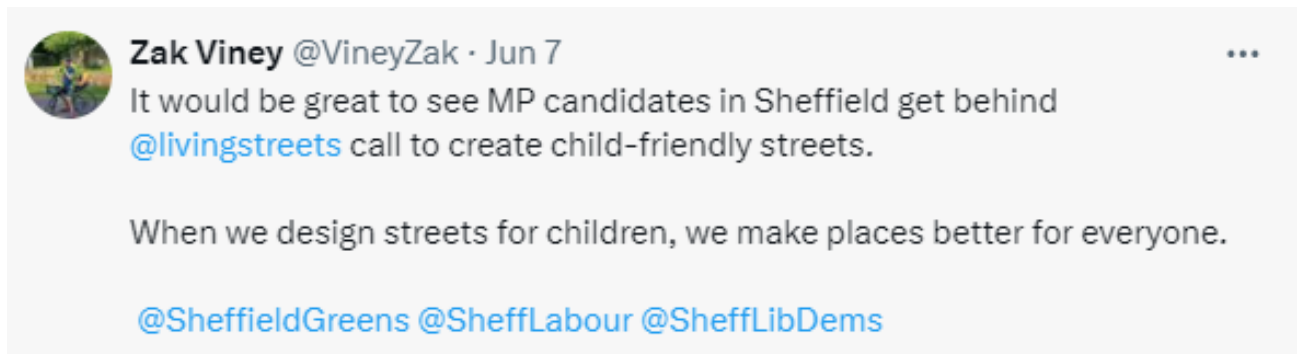 Zak Viney @VineyZak · Jun 7
It would be great to see MP candidates in Sheffield get behind
@livingstreets call to create child-friendly streets.
When we design streets for children, we make places better for everyone.
@SheffieldGreens @SheffLabour @SheffLibDems